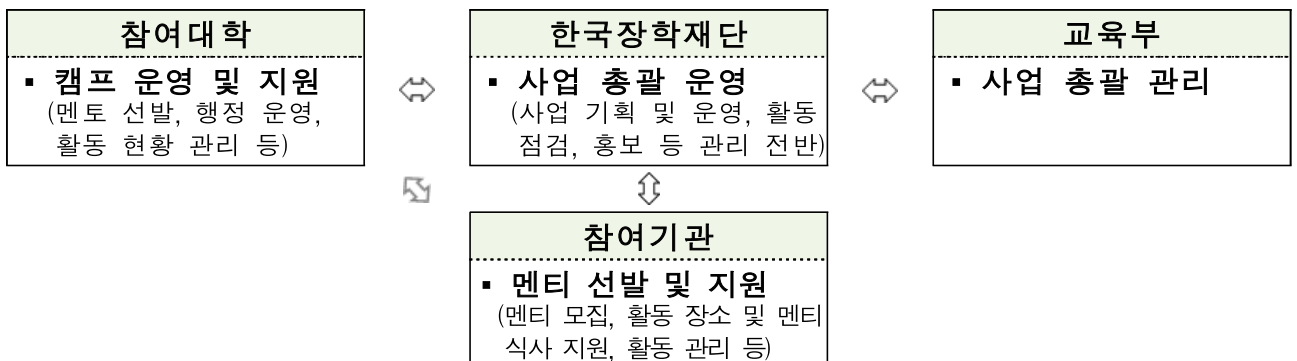 참여대학
▪ 캠프 운영 및 지원
(멘토 선발, 행정 운영,
활동 현황 관리 등)
한국장학재단
▪ 사업 총괄 운영
(사업 기획 및 운영, 활동
점검, 홍보 등 관리 전반)
교육부
▪ 사업 총괄 관리
참여기관
▪ 멘티 선발 및 지원
(멘티 모집, 활동 장소 및 멘티
식사 지원, 활동 관리 등)